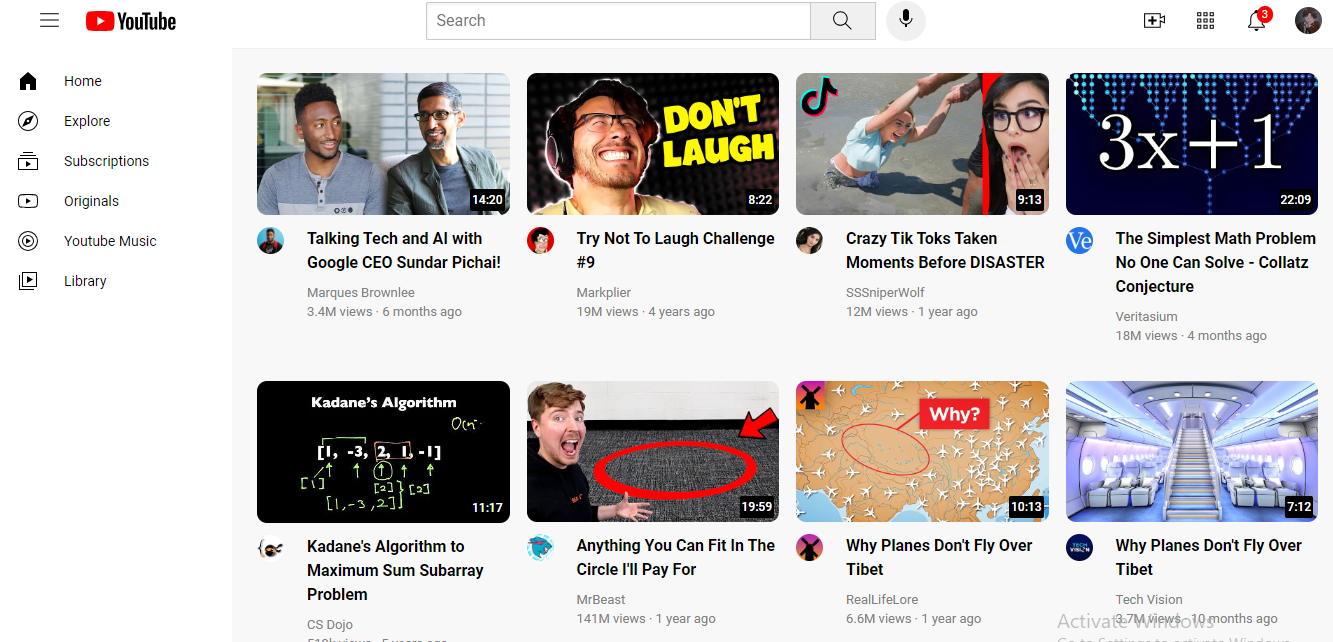 YouTube
Search
3
Home
Explore
Subscriptions
Originals
Youtube Music
Library
14:20
Talking Tech and AI with
Google CEO Sundar Pichai!
Marques Brownlee
3.4M views · 6 months ago
DON'T
LAUGH
8:22
Try Not To Laugh Challenge
#9
Markplier
19M views · 4 years ago
9:13
Crazy Tik Toks Taken
Moments Before DISASTER
SSSniperWolf
12M views · 1 year ago
3x+1
22:09
Ve
The Simplest Math Problem
No One Can Solve - Collatz
Conjecture
Veritasium
18M views · 4 months ago
Kadane's Algorithm
[1, -3, 2, 1, -1]
[1]
[2]
[2]
[1,-3,2]
11:17
Kadane's Algorithm to
Maximum Sum Subarray
Problem
CS Dojo
19:59
Anything You Can Fit In The
Circle I'll Pay For
MrBeast
141M views · 1 year ago
Why?
10:13
Why Planes Don't Fly Over
Tibet
RealLifeLore
6.6M views · 1 year ago
7:12
TECH
VISION
Why Planes Don't Fly Over
Tibet
Tech Vision
3.7M views · 10 months ago
Activate Windows
Go to Settings to activate Windows